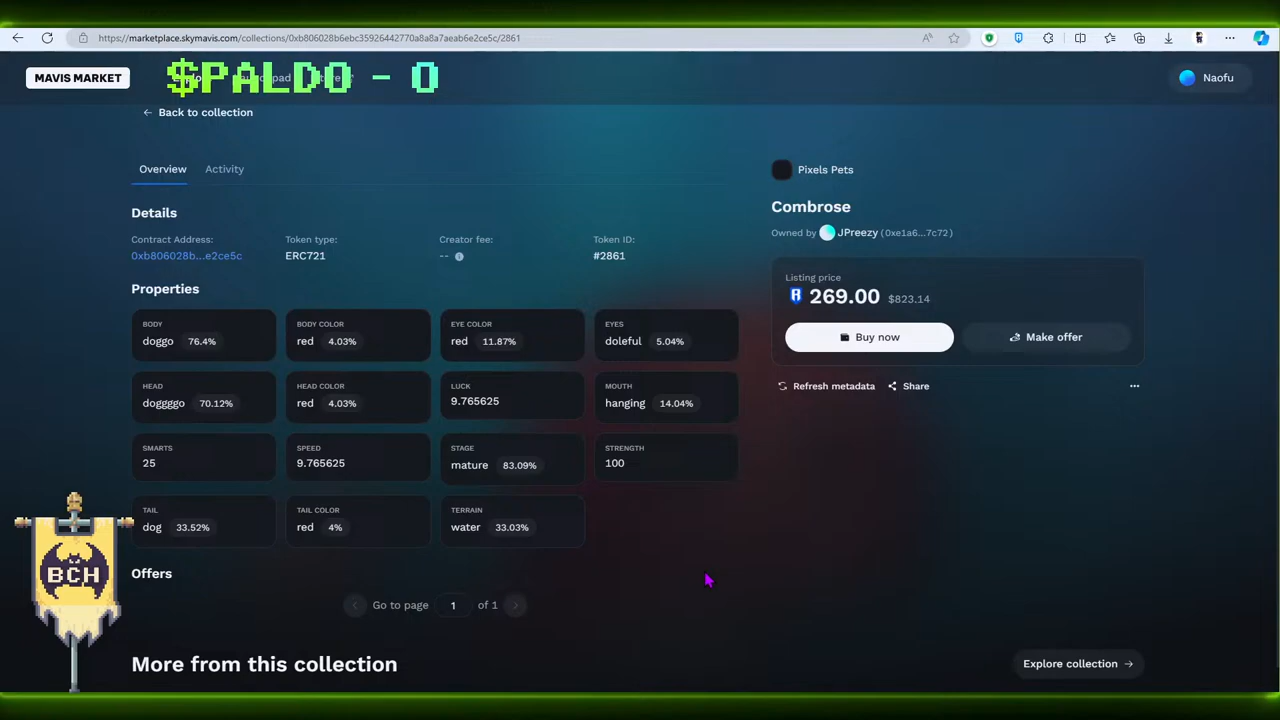 https://marketplace.skymavis.com/collections/0xb806028b6ebc35926442770a8a8a7aeab6e2ce5c/2861
MAVIS MARKET
$PALDO - 0
Naofu
Back to collection
Overview
Activity
Pixels Pets
Details
Combrose
Owned by JPreezy (0xe1a6...7c72)
Contract Address:
Token type:
Creator fee:
Token ID:
0xb806028b...e2ce5c
ERC721
--
#2861
Listing price
269.00 $823.14
Buy now
Make offer
Refresh metadata
Share
Properties
BODY
doggo 76.4%
BODY COLOR
red 4.03%
EYE COLOR
red 11.87%
EYES
doleful 5.04%
HEAD
doggggo 70.12%
HEAD COLOR
red 4.03%
LUCK
9.765625
MOUTH
hanging 14.04%
SMARTS
25
SPEED
9.765625
STAGE
mature 83.09%
STRENGTH
100
TAIL
dog 33.52%
TAIL COLOR
red 4%
TERRAIN
water 33.03%
BCH
Offers
Go to page 1 of 1
More from this collection
Explore collection